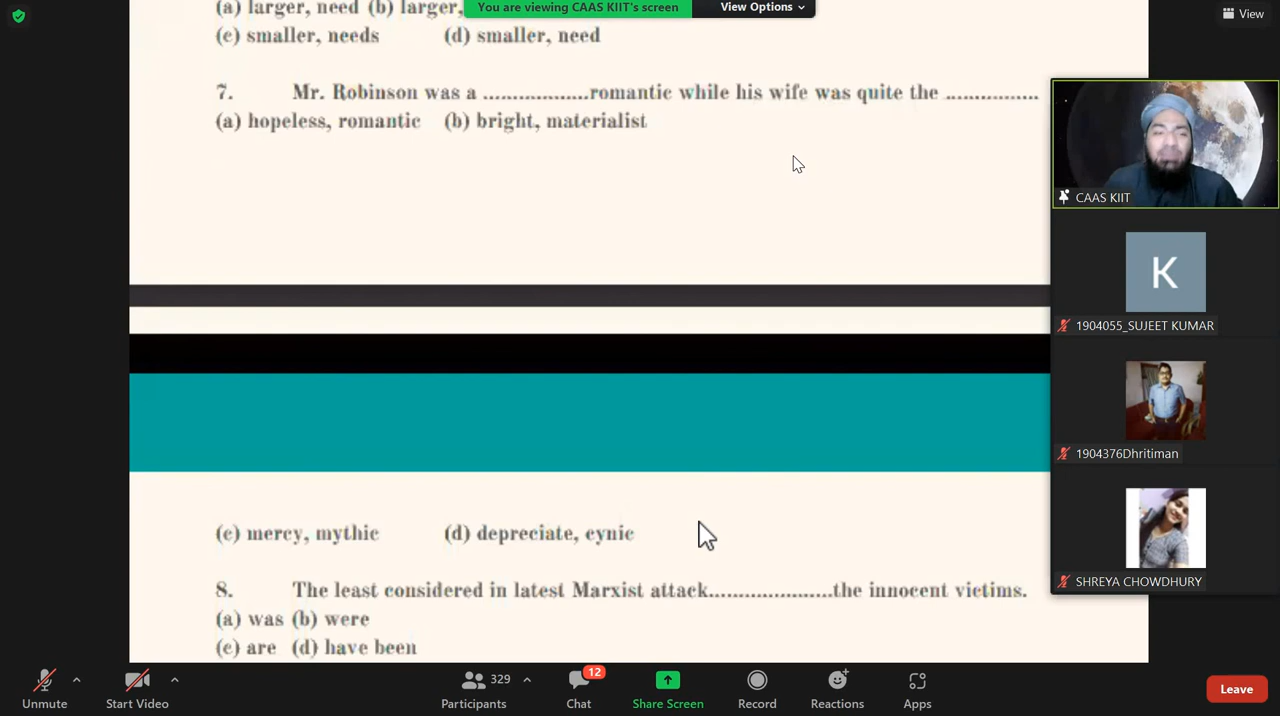 (a) larger, need (b) larger,
You are viewing CAAS KIIT's screen
View Options
View
(c) smaller, needs (d) smaller, need
7. Mr. Robinson was a ..................romantic while his wife was quite the ................
(a) hopeless, romantic (b) bright, materialist
CAAS KIIT
K
1904055_SUJEET KUMAR
1904376Dhritiman
(c) mercy, mythic (d) depreciate, cynic
SHREYA CHOWDHURY
8. The least considered in latest Marxist attack.....................the innocent victims.
(a) was (b) were
(c) are (d) have been
Unmute
Start Video
Participants
329
Chat
12
Share Screen
Record
Reactions
Apps
Leave